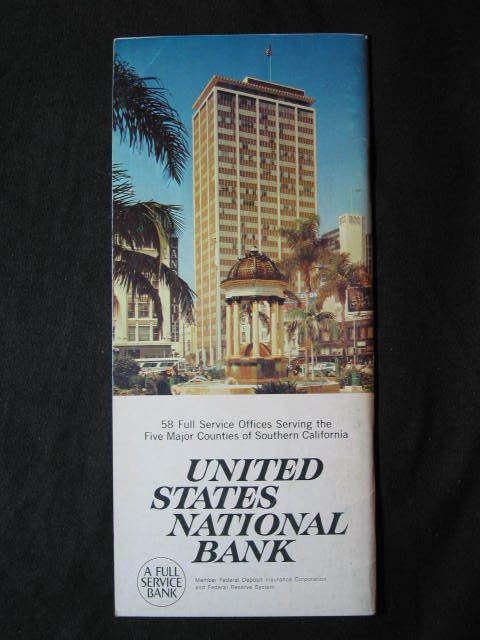 58 Full Service Offices Serving the
Five Major Counties of Southern California
UNITED
STATES
NATIONAL
BANK
A FULL
SERVICE
BANK
Member Federal Deposit Insurance Corporation
and Federal Reserve System